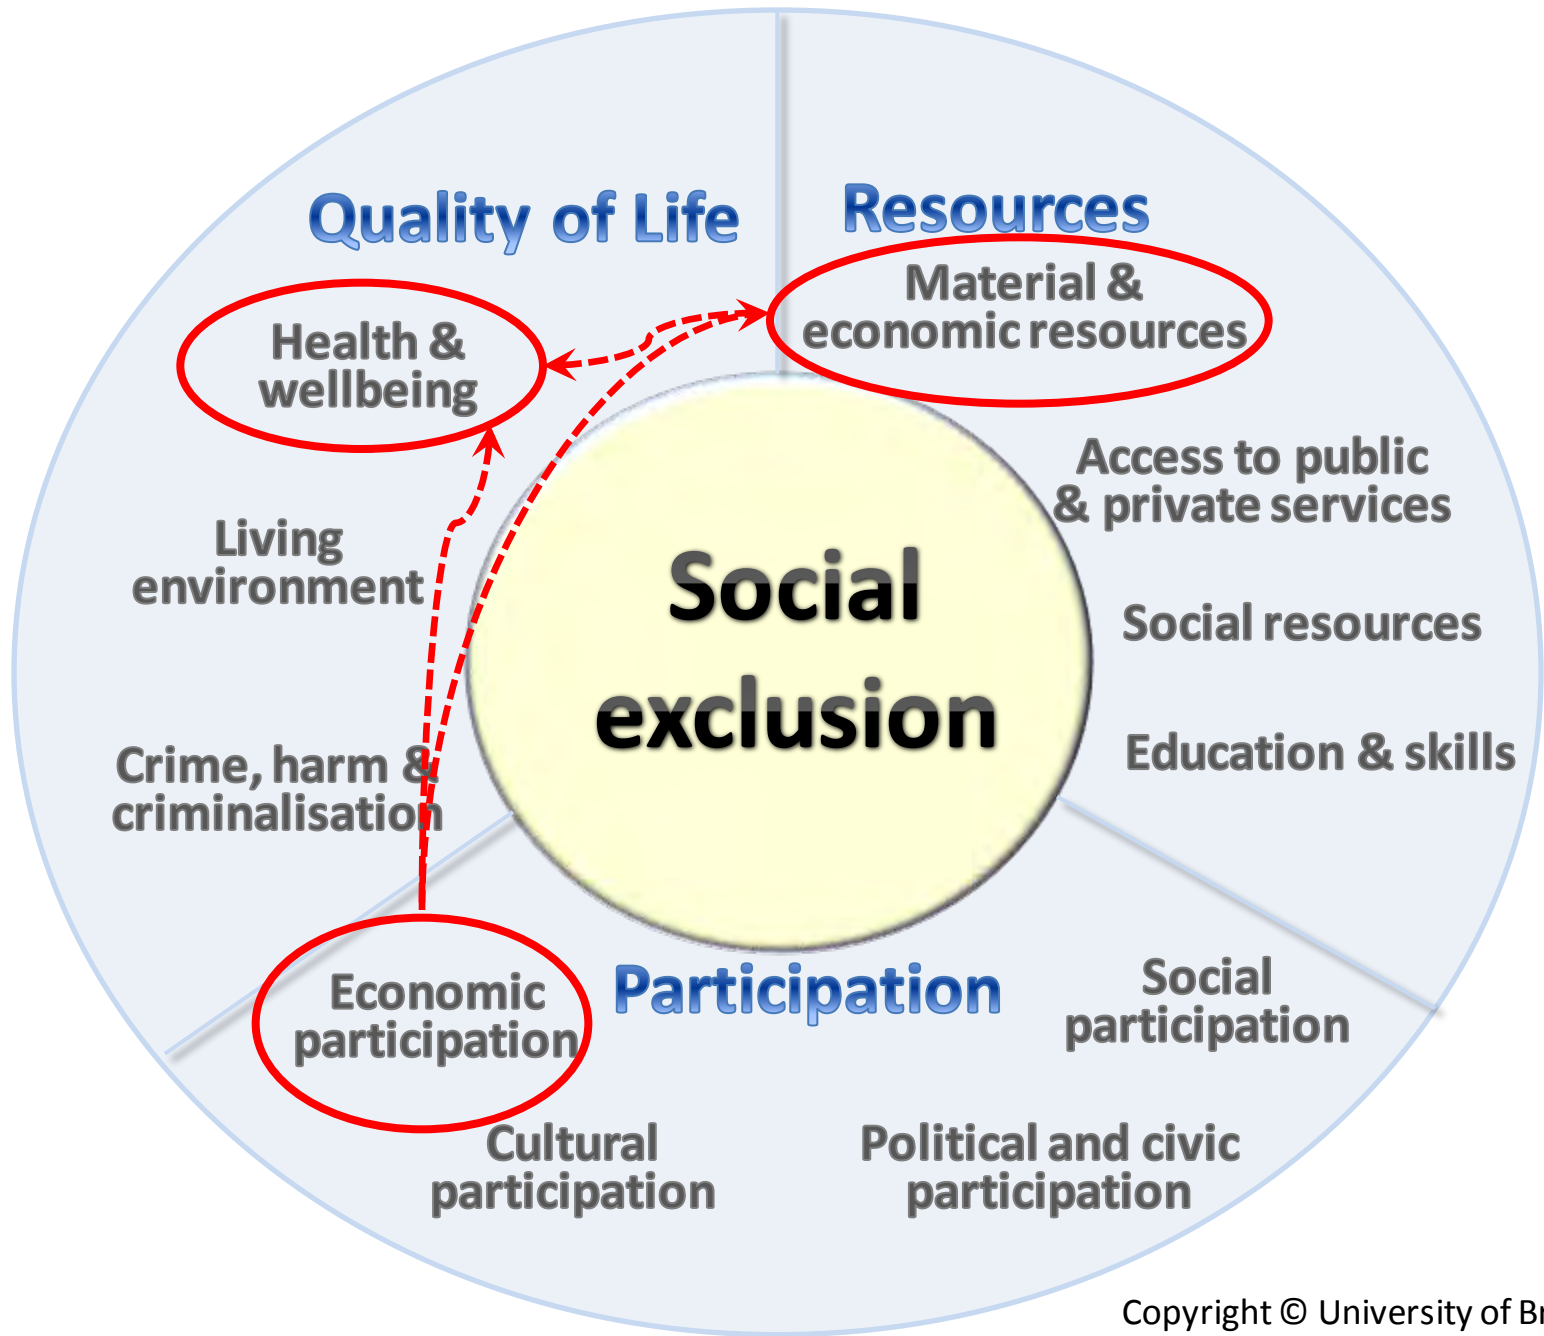 Quality of Life
Health &
wellbeing
Living
environment
Crime, harm &
criminalisation
Resources
Material &
economic resources
Access to public
& private services
Social resources
Education & skills
Social
exclusion
Participation
Economic
participation
Social
participation
Cultural
participation
Political and civic
participation
Copyright © University of